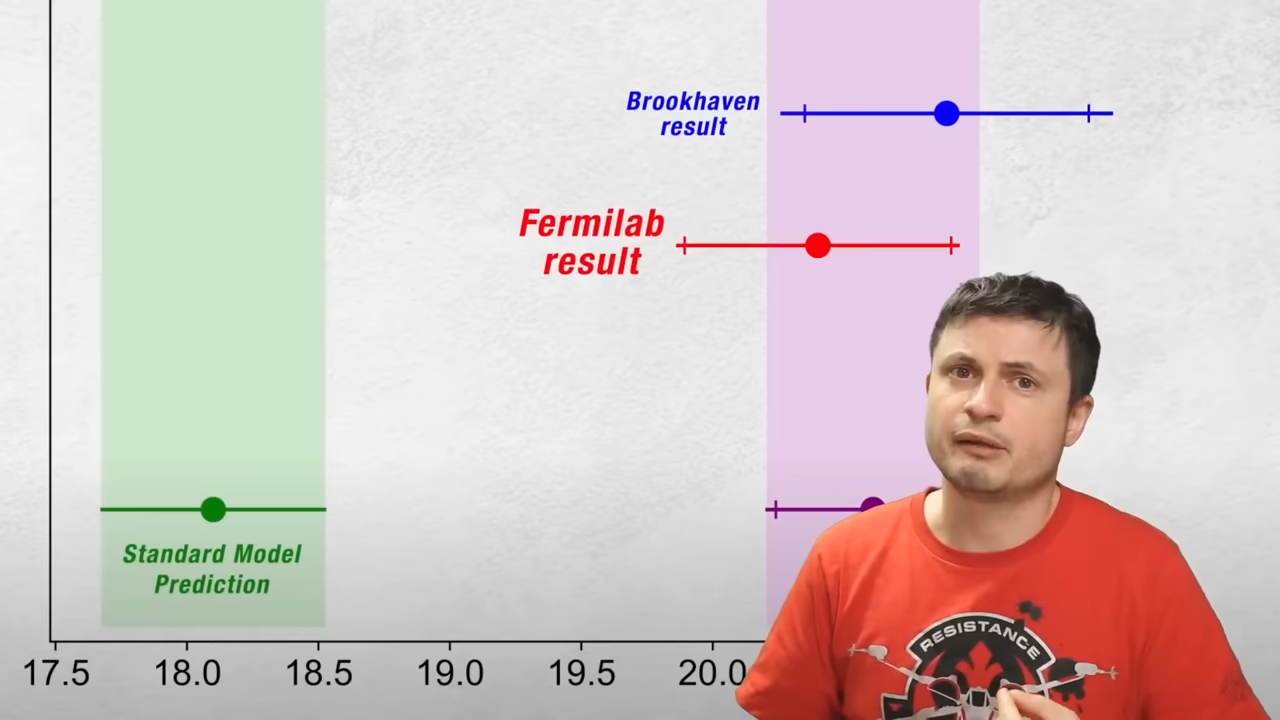 Brookhaven
result
Fermilab
result
Standard Model
Prediction
17.5 18.0 18.5 19.0 19.5 20.0
RESISTANCE